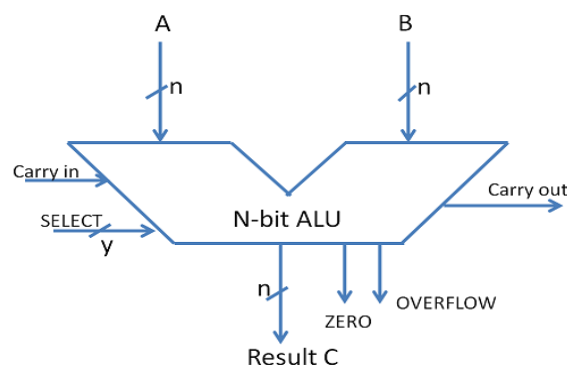 A
B
n
n
Carry in
Carry out
SELECT
N-bit ALU
y
n
OVERFLOW
ZERO
Result C